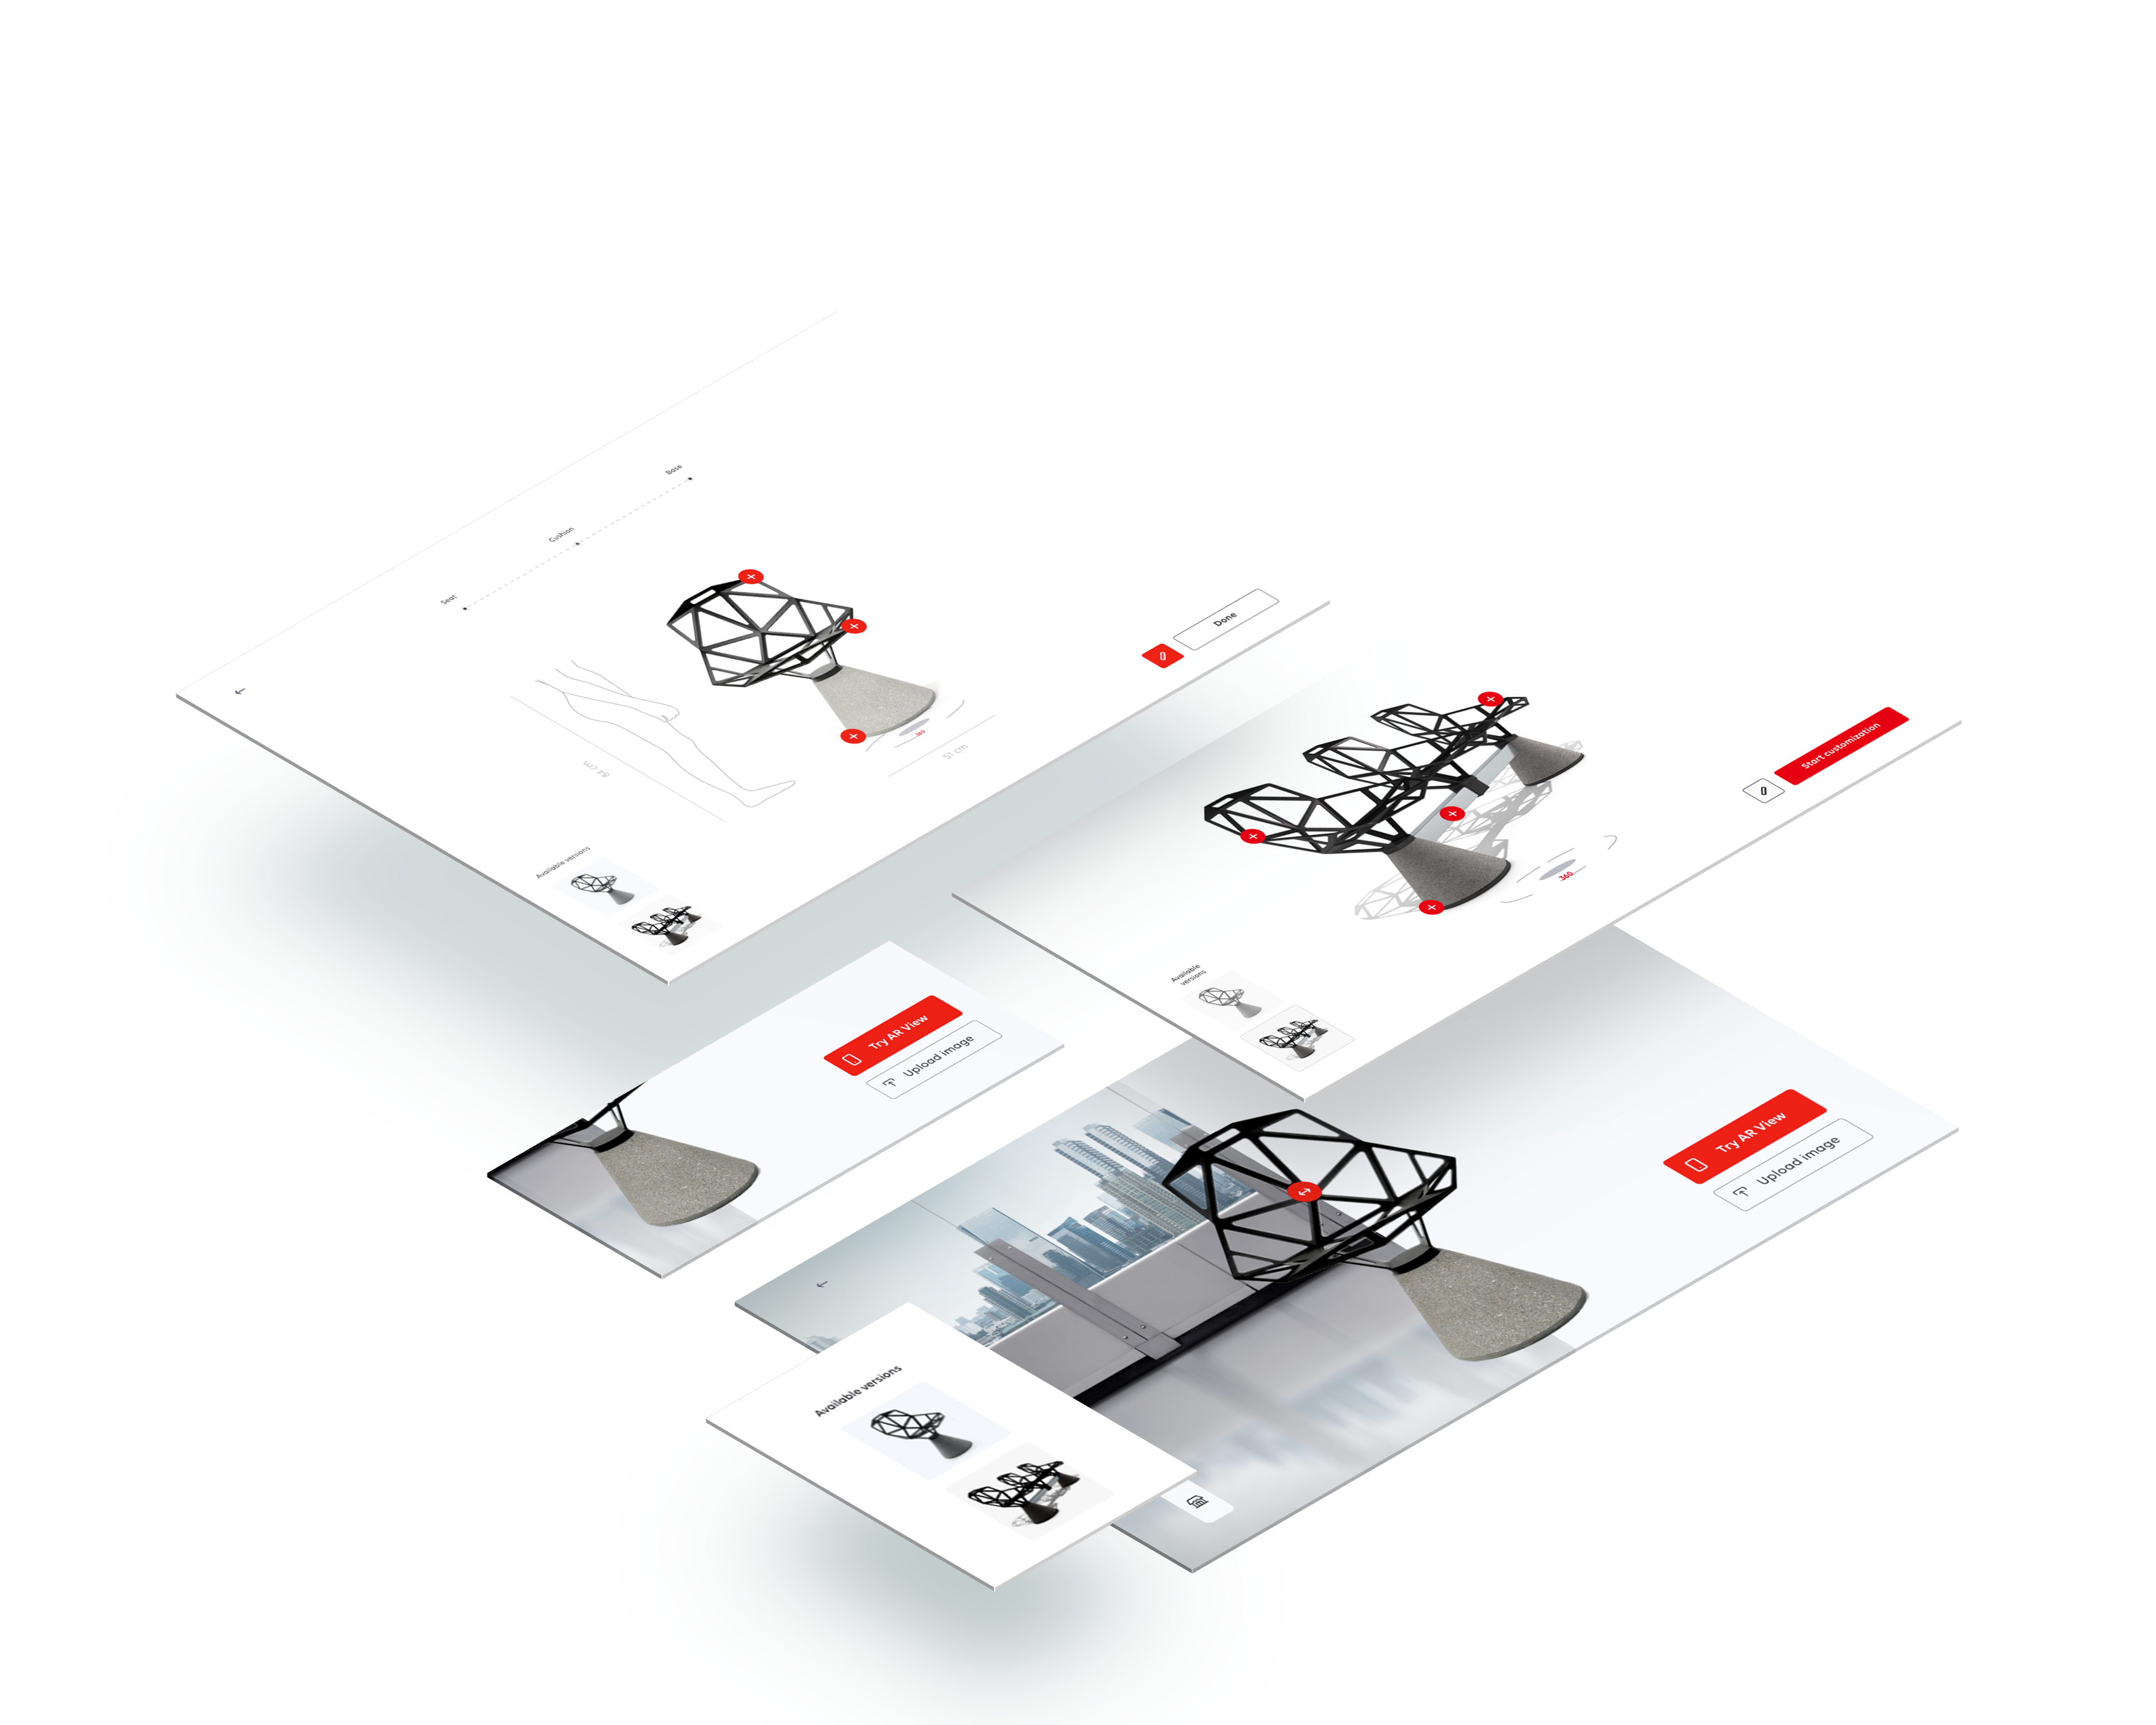 Base
Cushion
Seat
Done
84 cm
51 cm
360
Available versions
Start customization
360
Available
versions
Try AR View
Upload image
Try AR View
Upload image
Available versions